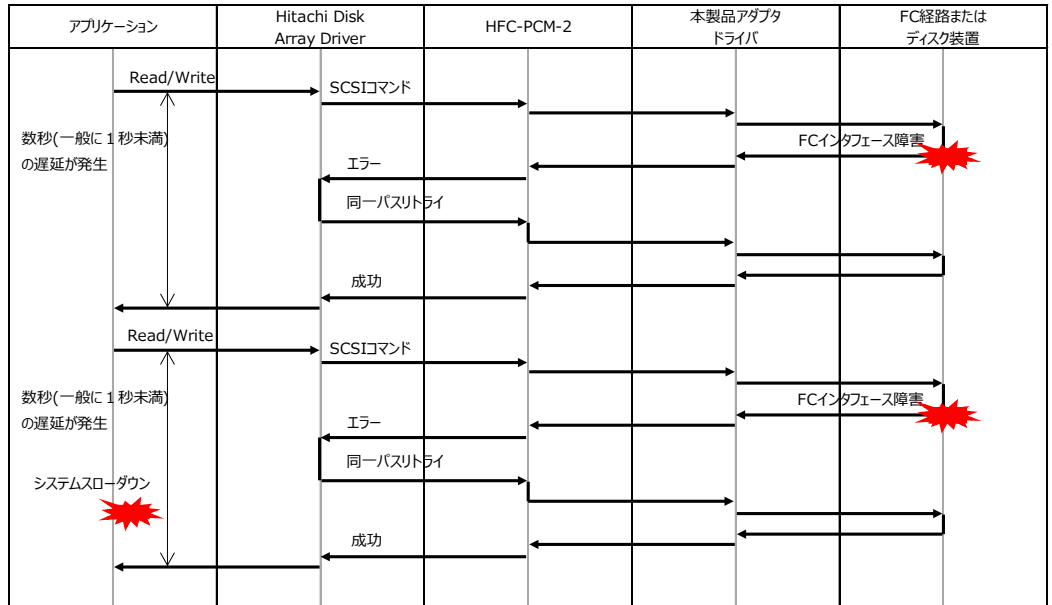 アプリケーション
Hitachi Disk
Array Driver
HFC-PCM-2
本製品アダプタ
ドライバ
FC経路または
ディスク装置
Read/Write
SCSIコマンド
数秒(一般に１秒未満)
の遅延が発生
FCインタフェース障害
エラー
同一パスリトライ
成功
Read/Write
SCSIコマンド
数秒(一般に１秒未満)
の遅延が発生
FCインタフェース障害
エラー
同一パスリトライ
システムスローダウン
成功